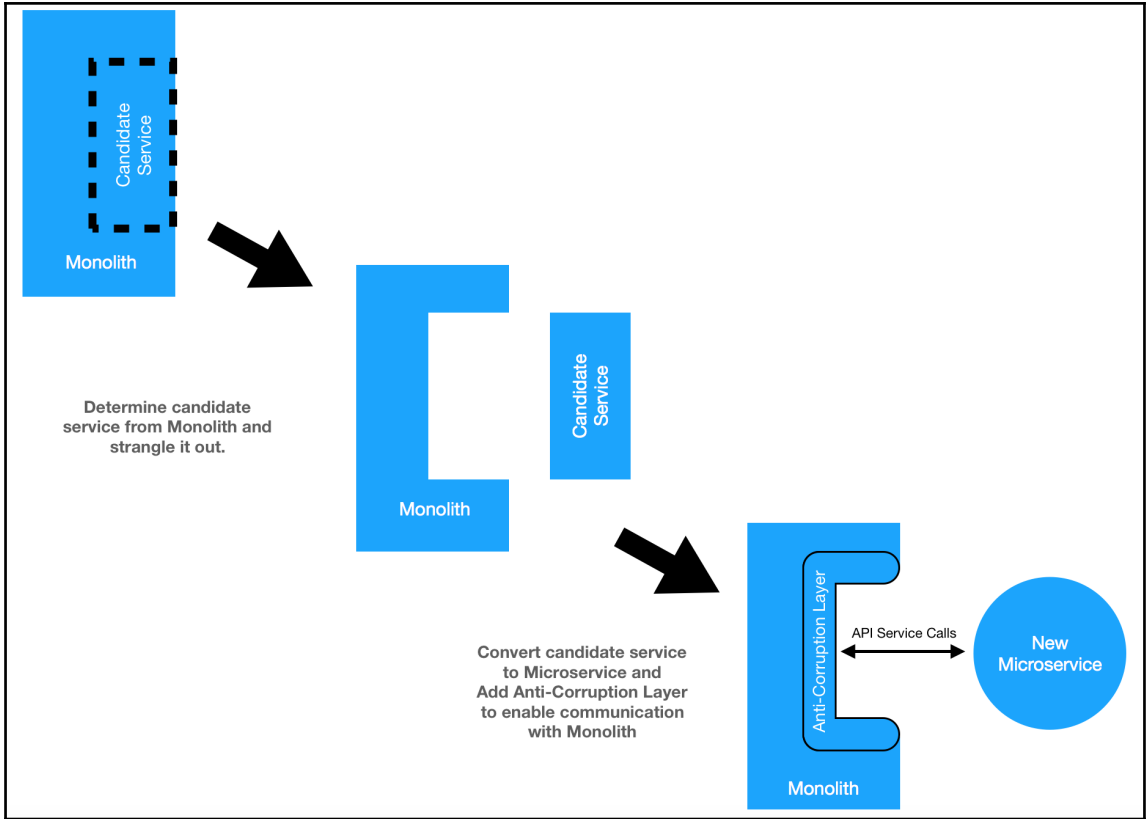 Candidate
Service
Monolith
Determine candidate
service from Monolith and
strangle it out.
Candidate
Service
Monolith
Convert candidate service
to Microservice and
Add Anti-Corruption Layer
to enable communication
with Monolith
Anti-Corruption Layer
API Service Calls
New
Microservice
Monolith